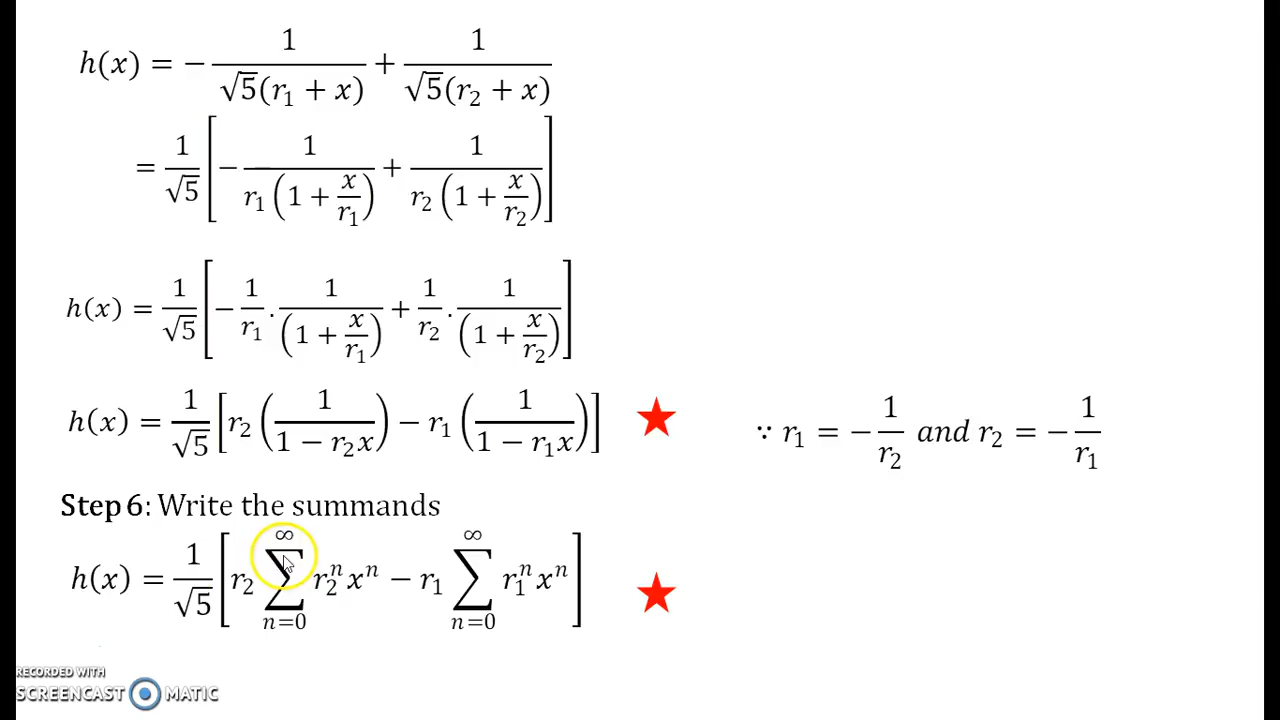 h(x) = − 1/(√5(r₁ + x)) + 1/(√5(r₂ + x))
= 1/√5 [ − 1/(r₁(1 + x/r₁)) + 1/(r₂(1 + x/r₂)) ]
h(x) = 1/√5 [ − 1/r₁ . 1/((1 + x/r₁)) + 1/r₂ . 1/((1 + x/r₂)) ]
h(x) = 1/√5 [ r₂ (1/(1 − r₂x)) − r₁ (1/(1 − r₁x)) ]
∵ r₁ = − 1/r₂ and r₂ = − 1/r₁
Step 6: Write the summands
h(x) = 1/√5 [ r₂ ∑_{n=0}^{∞} r₂ⁿxⁿ − r₁ ∑_{n=0}^{∞} r₁ⁿxⁿ ]
RECORDED WITH
SCREENCAST MATIC